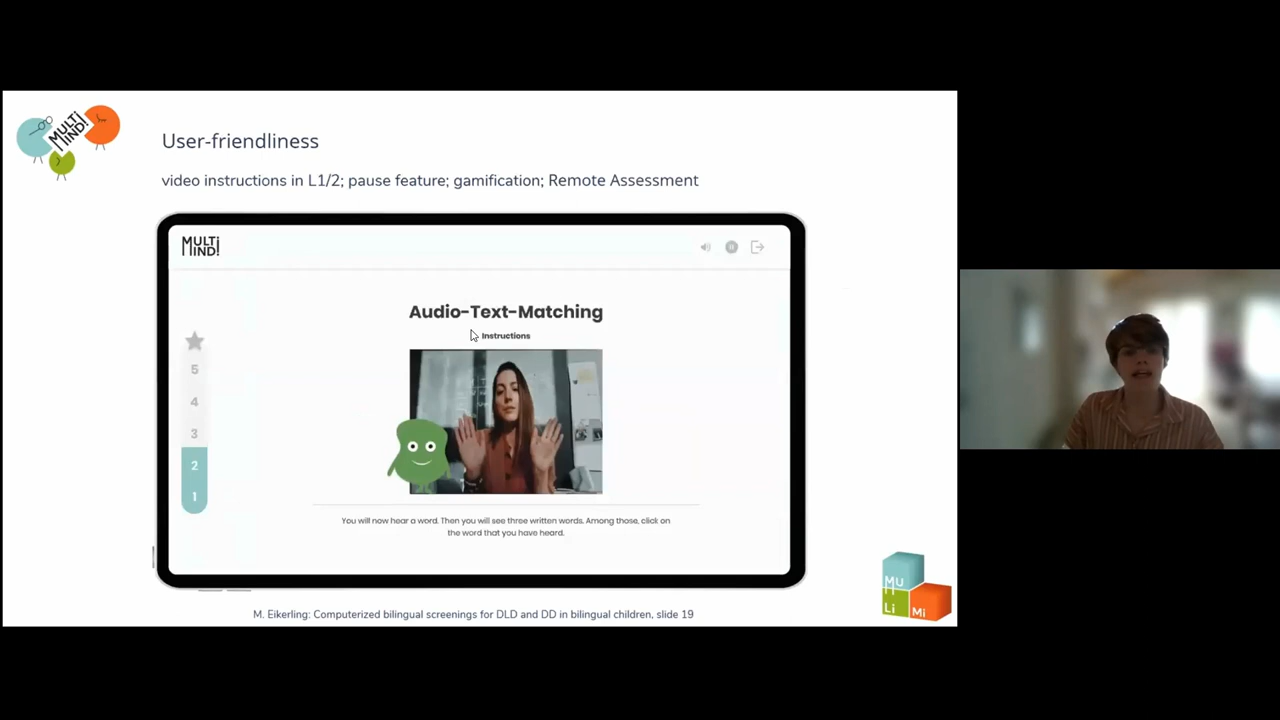 MULTi
MIND!
User-friendliness
video instructions in L1/2; pause feature; gamification; Remote Assessment
MULTi
MIND!
Audio-Text-Matching
Instructions
5
4
3
2
1
You will now hear a word. Then you will see three written words. Among those, click on
the word that you have heard.
MU
Li
Mi
M. Eikerling: Computerized bilingual screenings for DLD and DD in bilingual children, slide 19